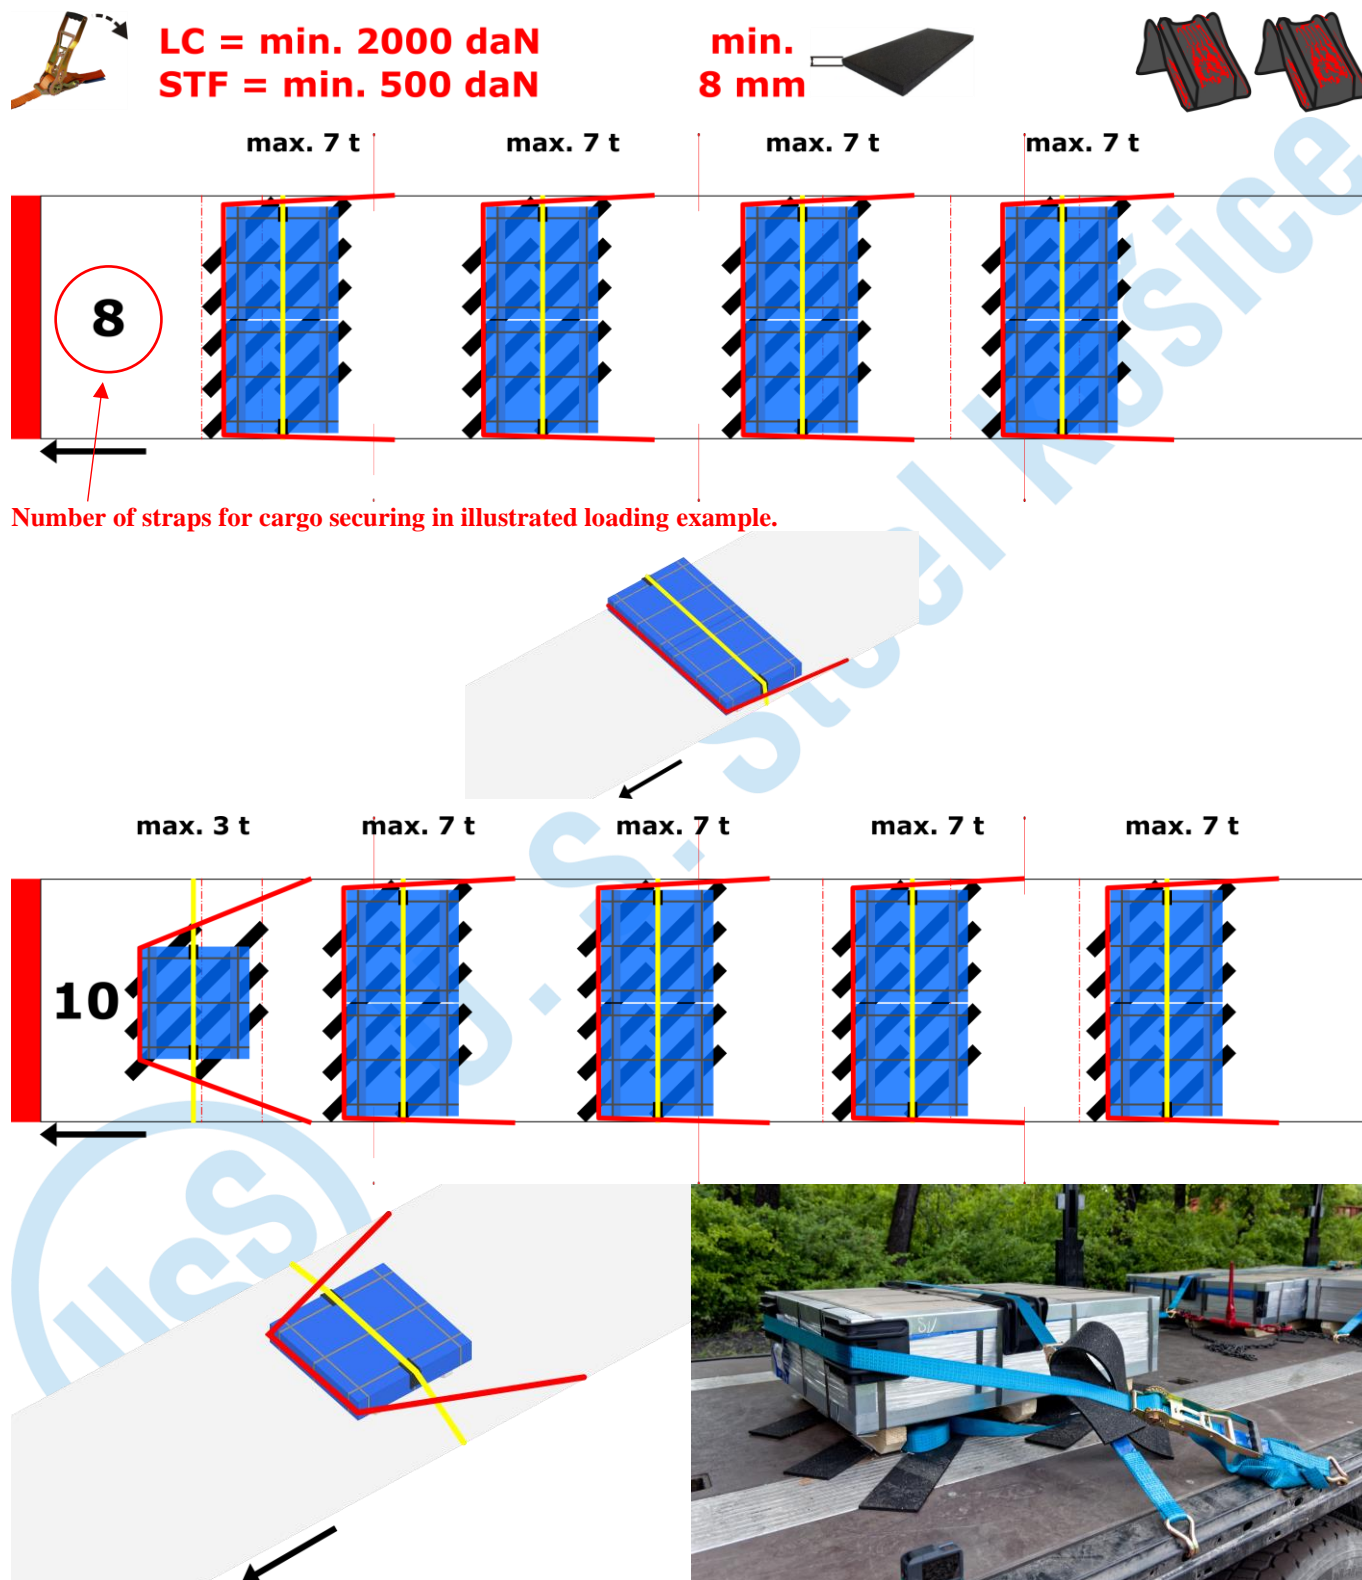 LC = min. 2000 daN
STF = min. 500 daN
min.
8 mm
max. 7 t
max. 7 t
max. 7 t
max. 7 t
8
Number of straps for cargo securing in illustrated loading example.
max. 3 t
max. 7 t
max. 7 t
max. 7 t
max. 7 t
10
U. S. Steel Košice
USS
SV